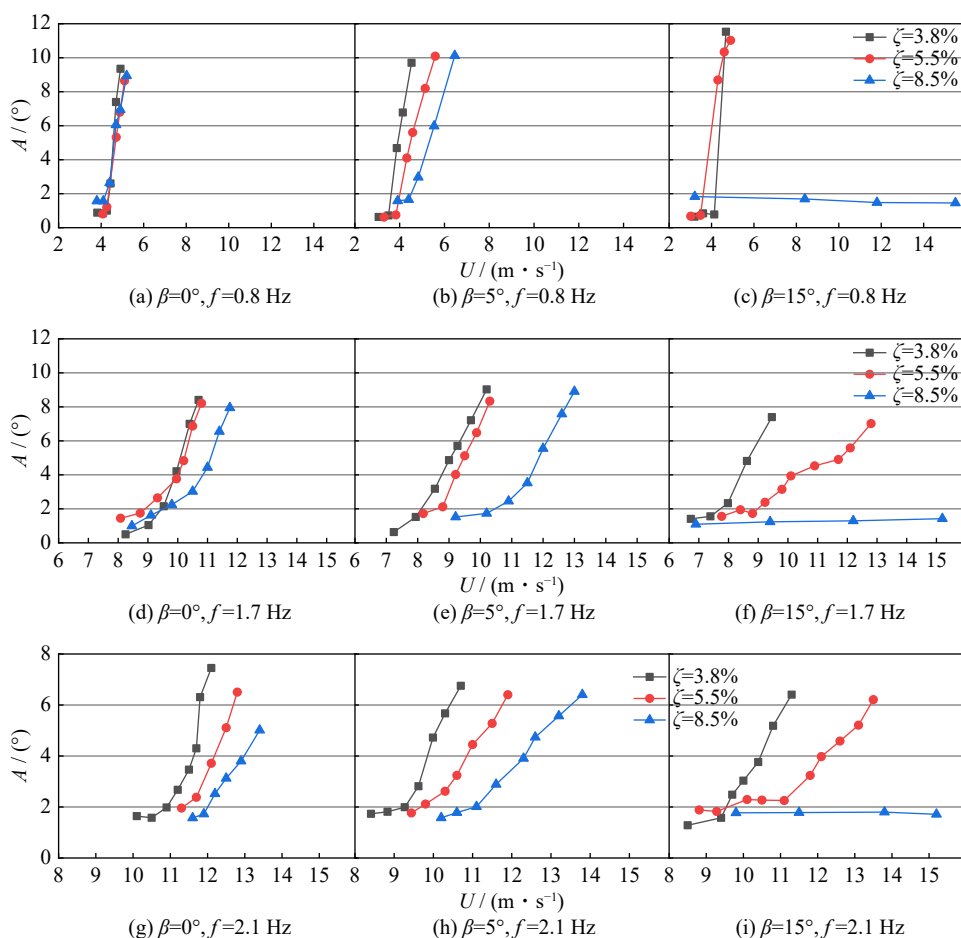 12
10
8
6
4
2
0
A / (°)
ζ=3.8%
ζ=5.5%
ζ=8.5%
2 4 6 8 10 12 14 2 4 6 8 10 12 14 2 4 6 8 10 12 14
U / (m · s⁻¹)
(a) β=0°, f=0.8 Hz (b) β=5°, f=0.8 Hz (c) β=15°, f=0.8 Hz
12
10
8
6
4
2
0
A / (°)
ζ=3.8%
ζ=5.5%
ζ=8.5%
6 7 8 9 10 11 12 13 14 15 6 7 8 9 10 11 12 13 14 15 6 7 8 9 10 11 12 13 14 15
U / (m · s⁻¹)
(d) β=0°, f=1.7 Hz (e) β=5°, f=1.7 Hz (f) β=15°, f=1.7 Hz
8
6
4
2
0
A / (°)
ζ=3.8%
ζ=5.5%
ζ=8.5%
8 9 10 11 12 13 14 15 8 9 10 11 12 13 14 15 8 9 10 11 12 13 14 15
U / (m · s⁻¹)
(g) β=0°, f=2.1 Hz (h) β=5°, f=2.1 Hz (i) β=15°, f=2.1 Hz